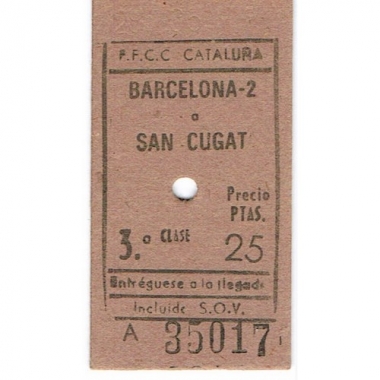 F.F.C.C CATALUÑA
BARCELONA-2
a
SAN CUGAT
Precio
PTAS.
3.a CLASE 25
Entréguese a la llegada
Incluido S.O.V.
A 35017